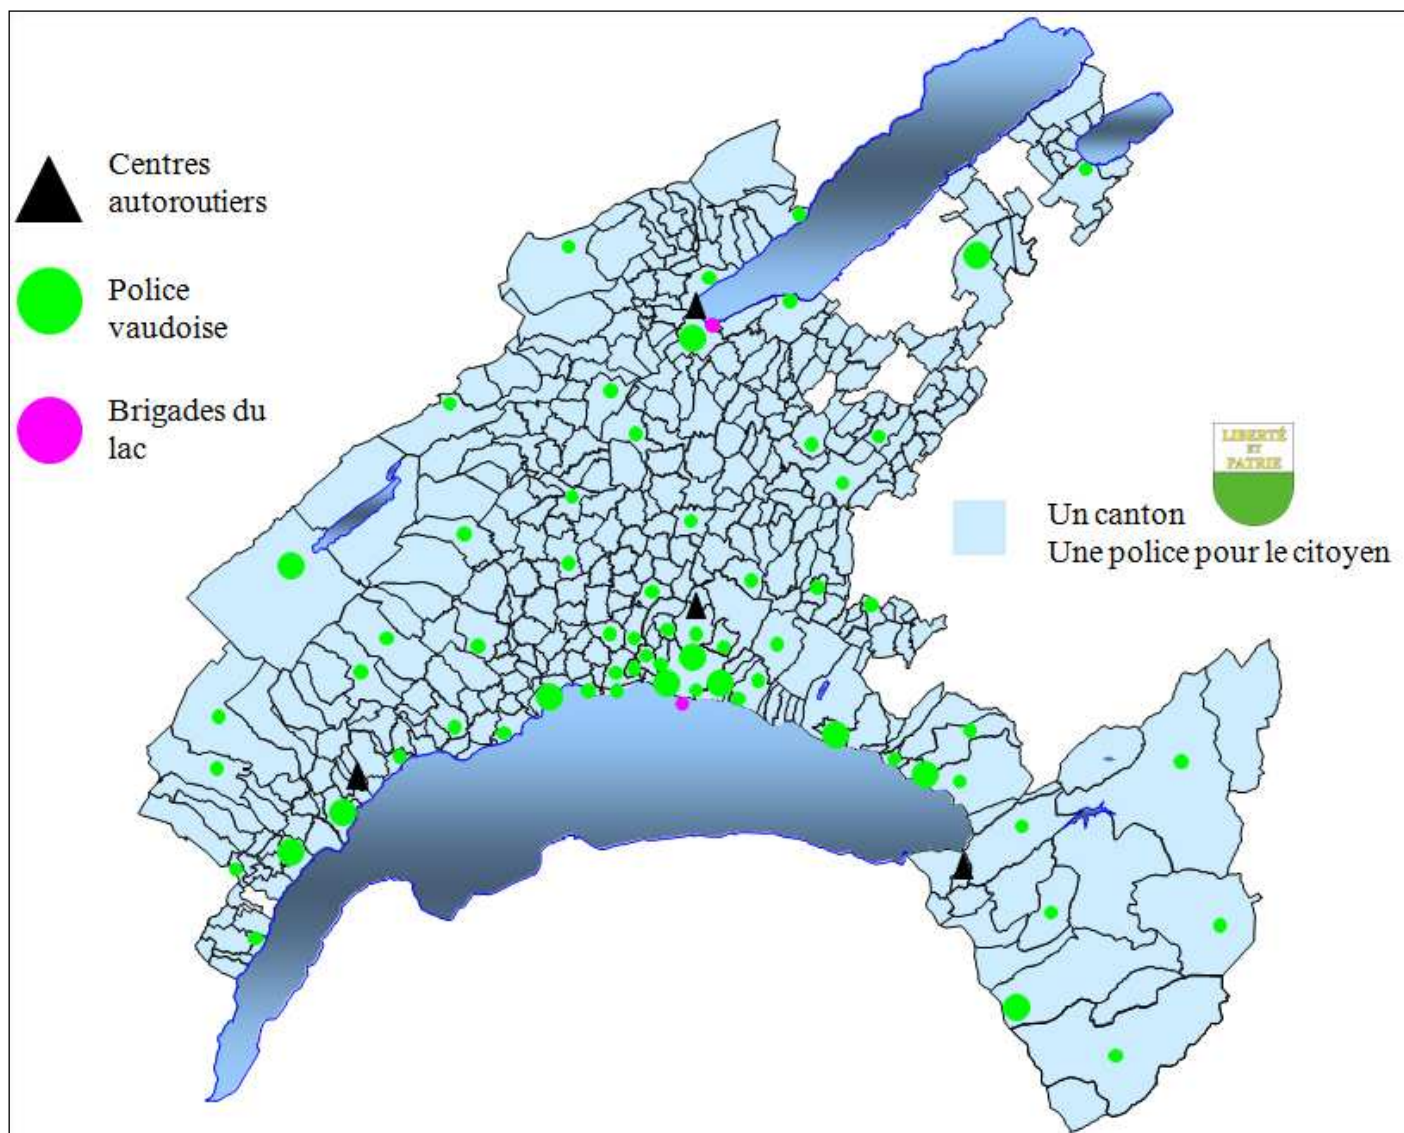 Centres
autoroutiers
Police
vaudoise
Brigades du
lac
LIBERTÉ
ET
PATRIE
Un canton
Une police pour le citoyen